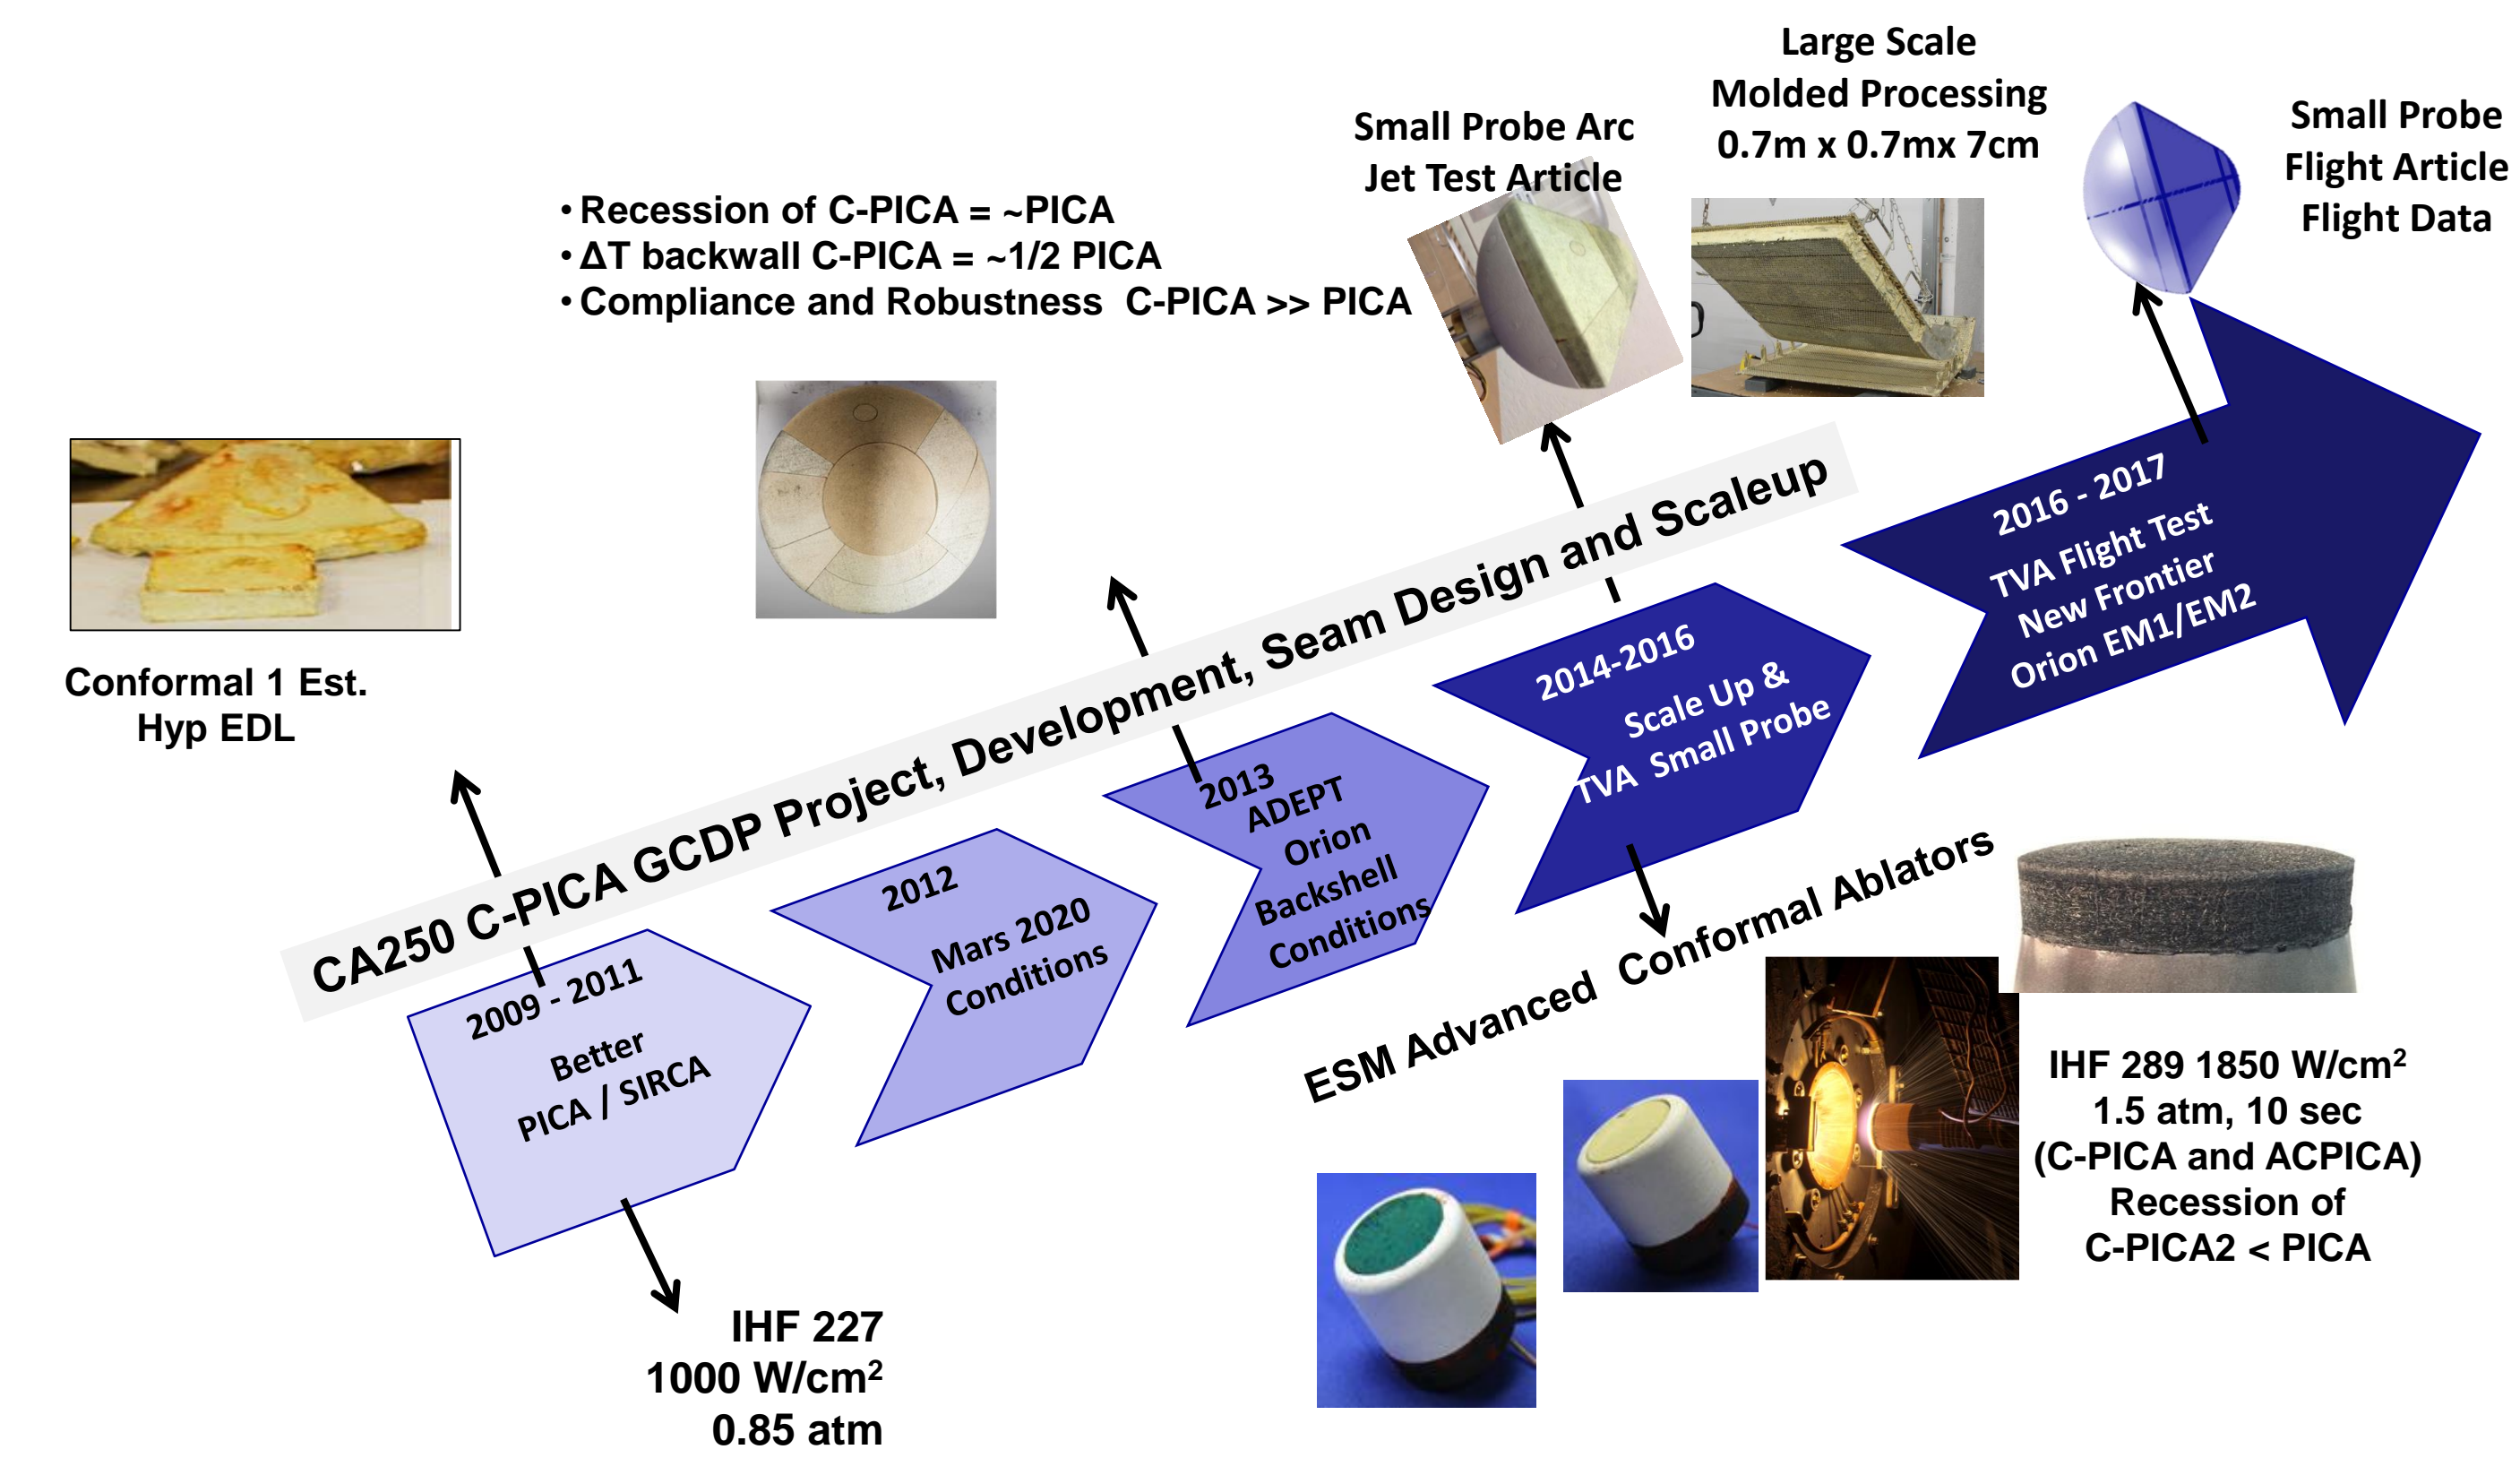 Large Scale
Molded Processing
0.7m x 0.7mx 7cm
Small Probe
Flight Article
Flight Data
Small Probe Arc
Jet Test Article
• Recession of C-PICA = ~PICA
• ΔT backwall C-PICA = ~1/2 PICA
• Compliance and Robustness  C-PICA >> PICA
Conformal 1 Est.
Hyp EDL
CA250 C-PICA GCDP Project, Development, Seam Design and Scaleup
2009 - 2011
Better
PICA / SIRCA
2012
Mars 2020
Conditions
2013
ADEPT
Orion
Backshell
Conditions
2014-2016
Scale Up &
TVA  Small Probe
2016 - 2017
TVA Flight Test
New Frontier
Orion EM1/EM2
ESM Advanced  Conformal Ablators
IHF 227
1000 W/cm²
0.85 atm
IHF 289 1850 W/cm²
1.5 atm, 10 sec
(C-PICA and ACPICA)
Recession of
C-PICA2 < PICA